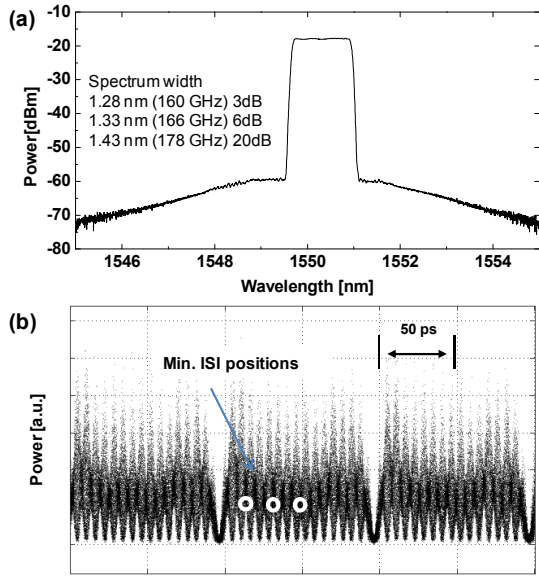 (a)
-10
-20
-30
-40
-50
-60
-70
-80
Power[dBm]
Spectrum width
1.28 nm (160 GHz) 3dB
1.33 nm (166 GHz) 6dB
1.43 nm (178 GHz) 20dB
1546 1548 1550 1552 1554
Wavelength [nm]
(b)
50 ps
Min. ISI positions
Power [a.u.]